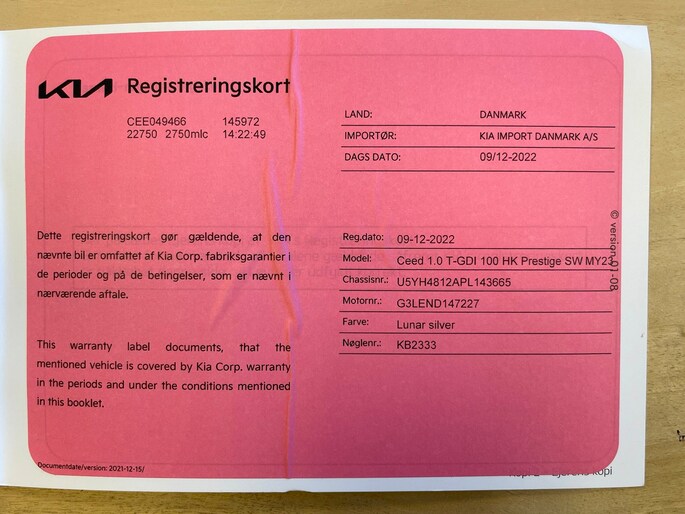 KIA Registreringskort
CEE049466 145972
22750 2750mlc 14:22:49
LAND: DANMARK
IMPORTØR: KIA IMPORT DANMARK A/S
DAGS DATO: 09/12-2022
Dette registreringskort gør gældende, at den
nævnte bil er omfattet af Kia Corp. fabriksgarantier i
de perioder og på de betingelser, som er nævnt i
nærværende aftale.
This warranty label documents, that the
mentioned vehicle is covered by Kia Corp. warranty
in the periods and under the conditions mentioned
in this booklet.
Reg.dato: 09-12-2022
Model: Ceed 1.0 T-GDI 100 HK Prestige SW MY23
Chassisnr.: U5YH4812APL143665
Motornr.: G3LEND147227
Farve: Lunar silver
Nøglenr.: KB2333
© version 01-08
Documentdate/version: 2021-12-15/